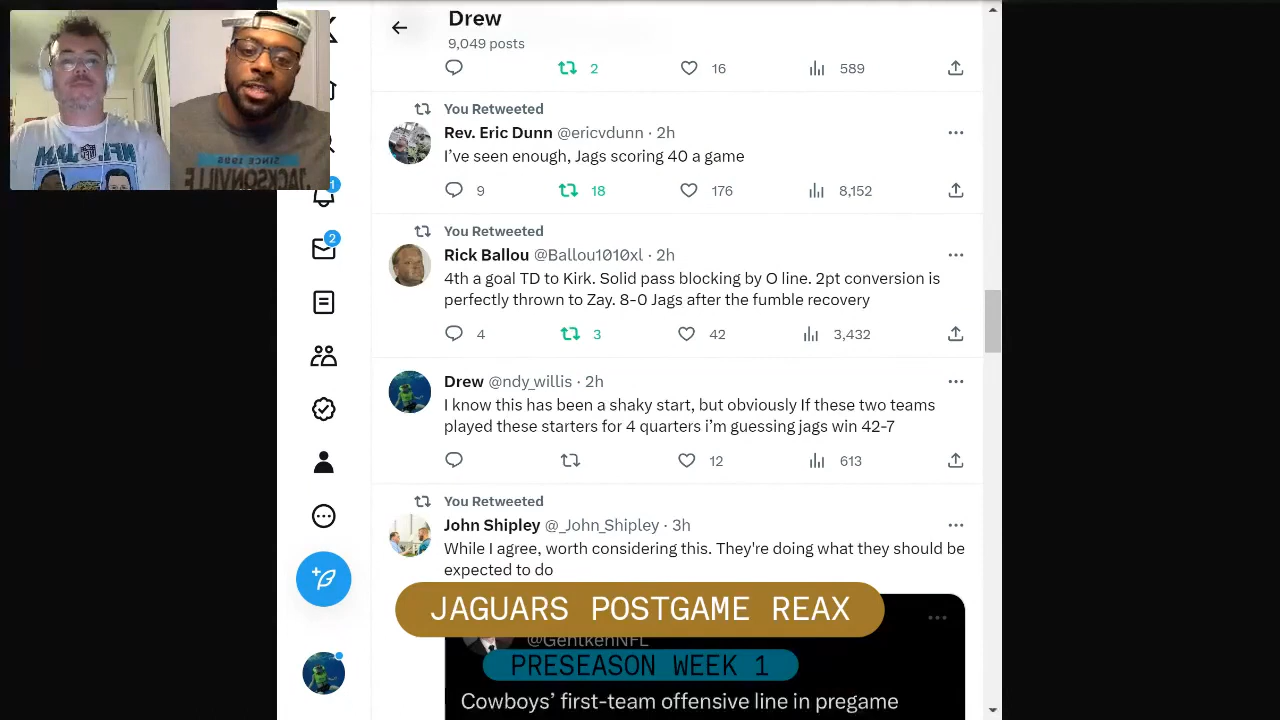 Drew
9,049 posts
2 16 589
You Retweeted
Rev. Eric Dunn @ericvdunn · 2h
I've seen enough, Jags scoring 40 a game
9 18 176 8,152
You Retweeted
Rick Ballou @Ballou1010xl · 2h
4th a goal TD to Kirk. Solid pass blocking by O line. 2pt conversion is
perfectly thrown to Zay. 8-0 Jags after the fumble recovery
4 3 42 3,432
Drew @ndy_willis · 2h
I know this has been a shaky start, but obviously If these two teams
played these starters for 4 quarters i'm guessing jags win 42-7
12 613
You Retweeted
John Shipley @_John_Shipley · 3h
While I agree, worth considering this. They're doing what they should be
expected to do
JAGUARS POSTGAME REAX
@GentkenNFL
PRESEASON WEEK 1
Cowboys' first-team offensive line in pregame
1
2
NFL
SINCE 1995
JACKSONVILLE